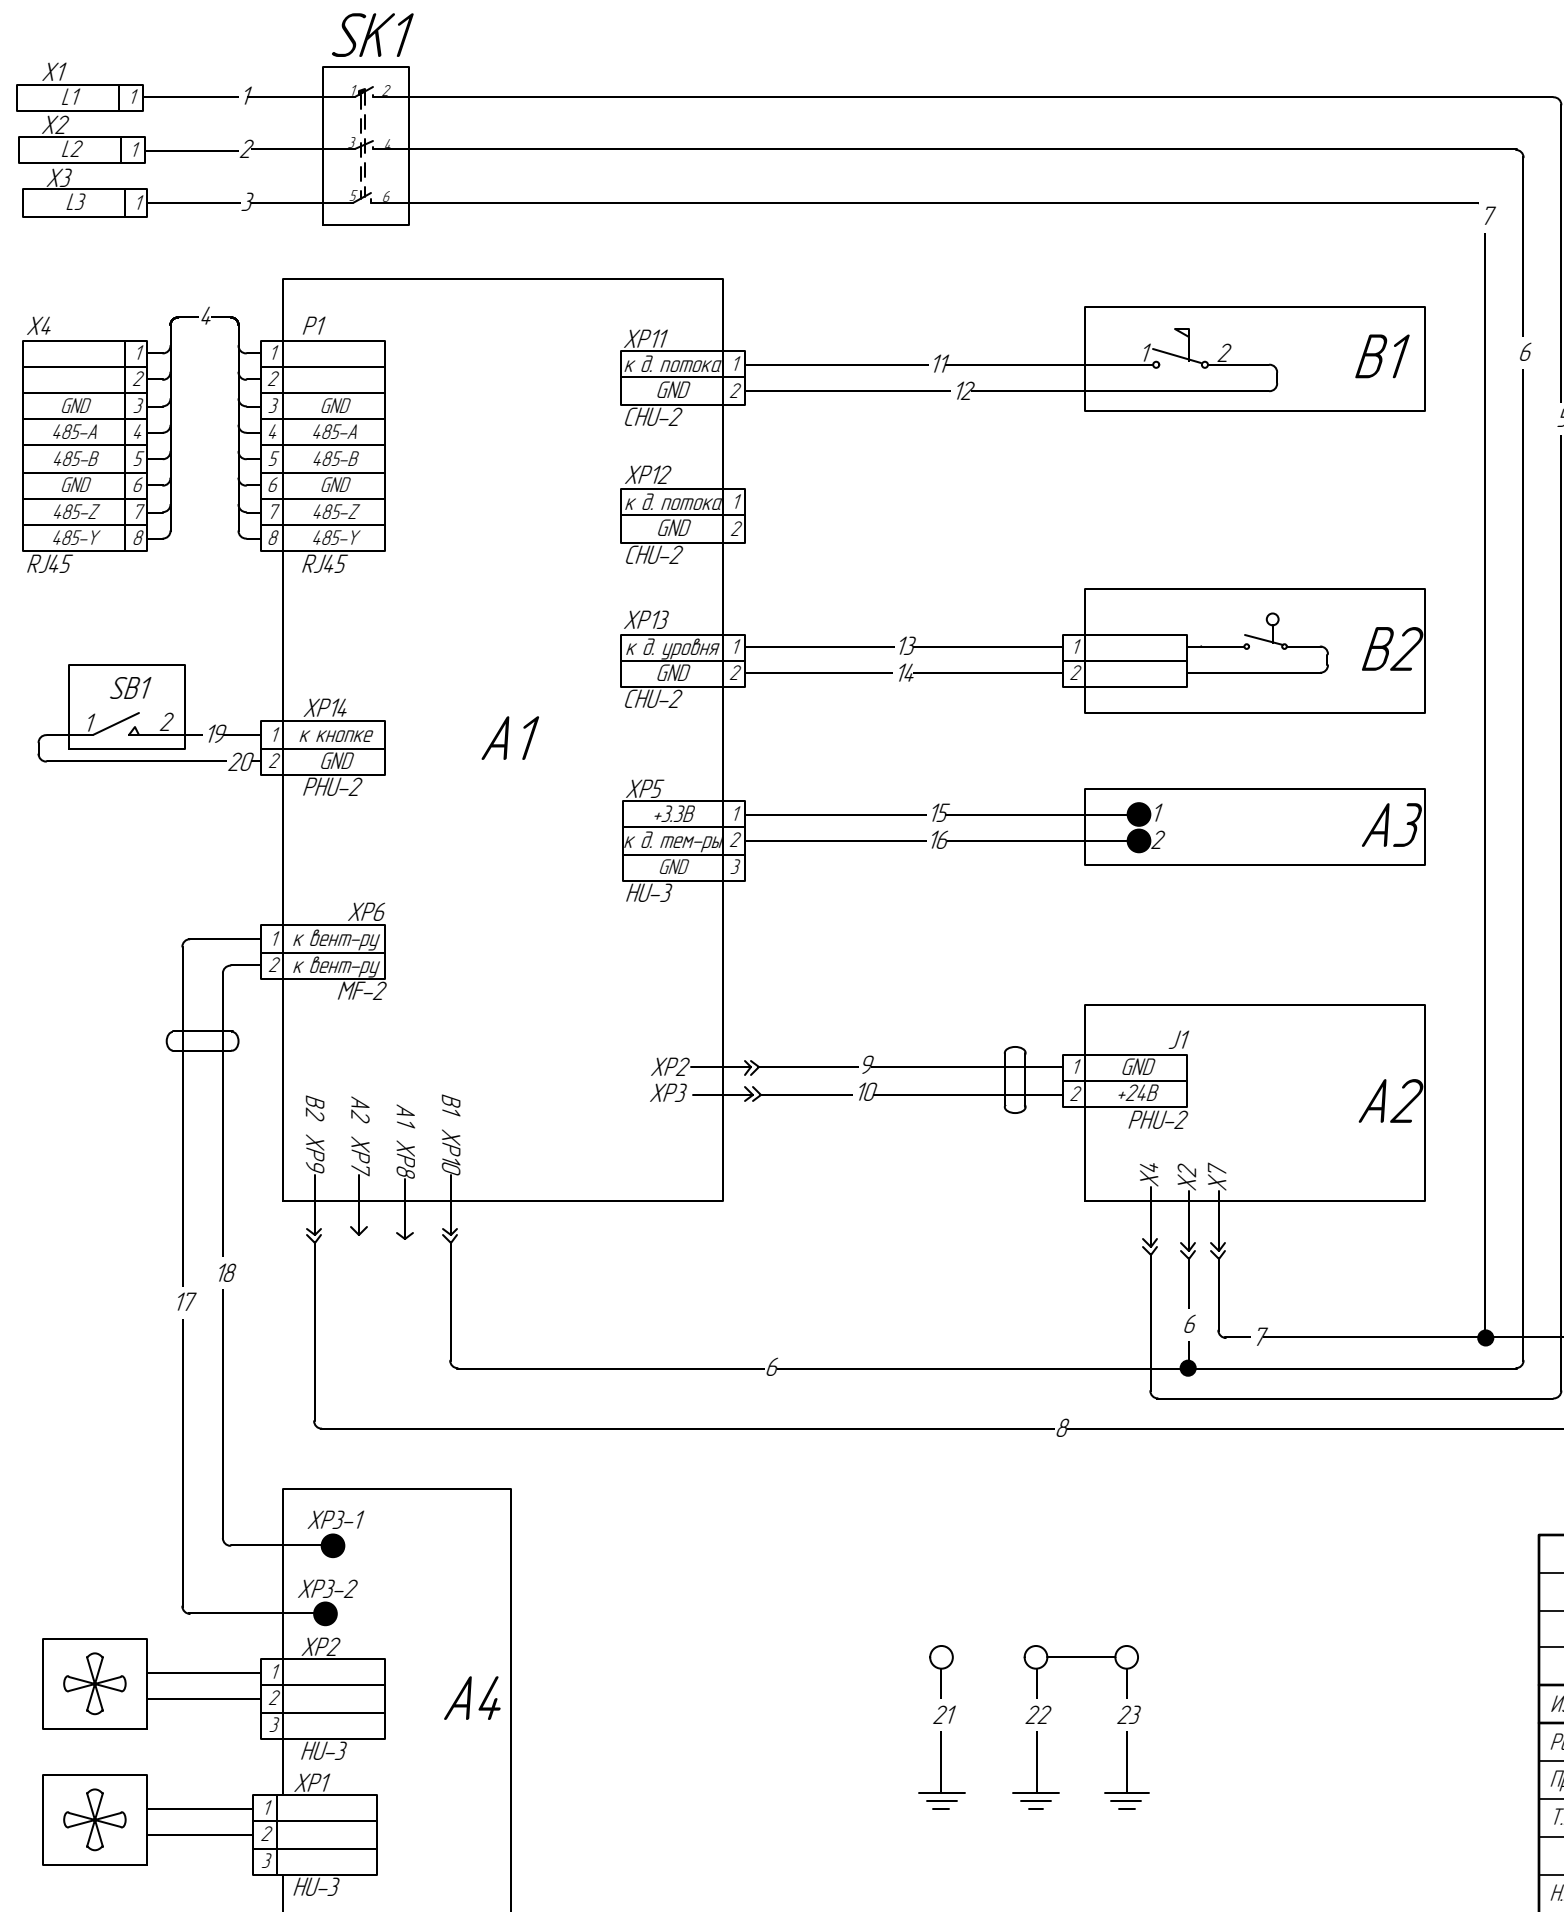 SK1
X1
L1 1
1
1 2
X2
L2 1
2
3 4
X3
L3 1
3
5 6
7
6
5
X4
1
2
GND 3
485-A 4
485-B 5
GND 6
485-Z 7
485-Y 8
RJ45
4
P1
1
2
3 GND
4 485-A
5 485-B
6 GND
7 485-Z
8 485-Y
RJ45
XP11
к д. потока 1
GND 2
CHU-2
11
12
1 2
B1
XP12
к д. потока 1
GND 2
CHU-2
XP13
к д. уровня 1
GND 2
CHU-2
13
14
1
2
B2
SB1
1 2
19
20
XP14
1 к кнопке
2 GND
PHU-2
A1
XP5
+3.3В 1
к д. тем-ры 2
GND 3
HU-3
15
16
1
2
A3
XP6
1 к вент-ру
2 к вент-ру
MF-2
XP2
XP3
9
10
J1
1 GND
2 +24В
PHU-2
A2
B2 XP9
A2 XP7
A1 XP8
B1 XP10
X4
X2
X7
18
17
6
7
6
8
XP3-1
XP3-2
XP2
1
2
3
HU-3
A4
XP1
1
2
3
HU-3
21
22
23
Т.
Н.